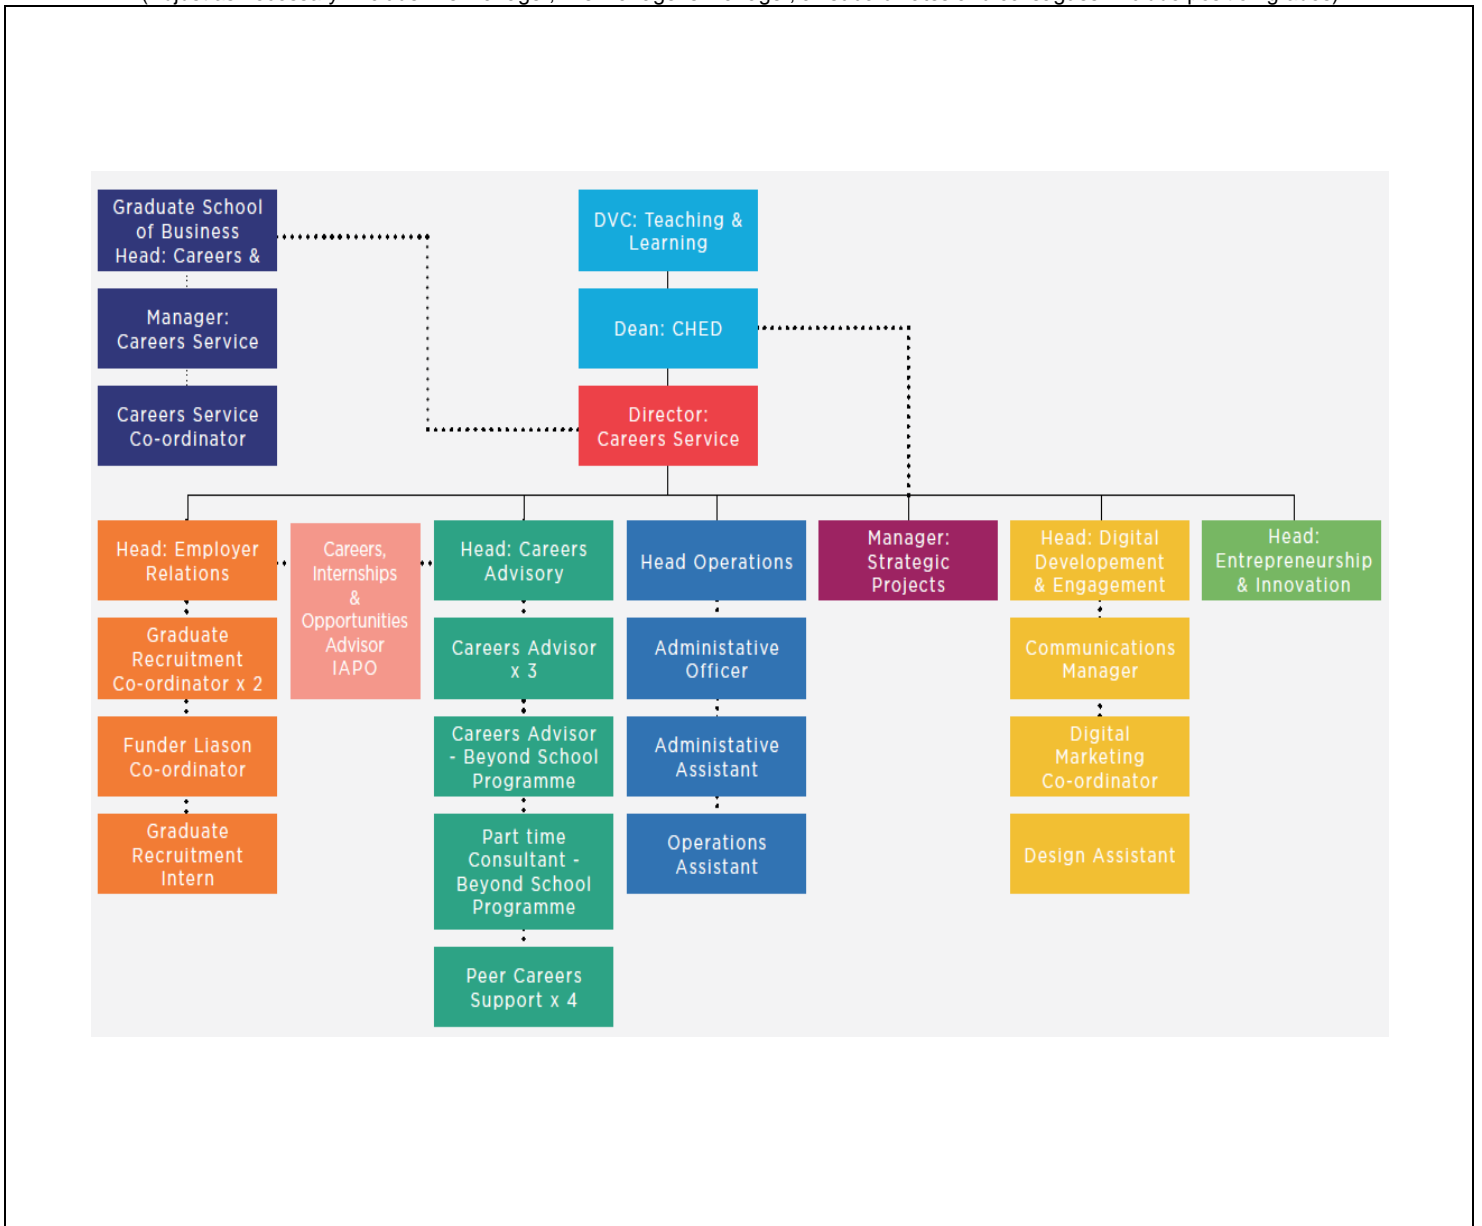 Graduate School
of Business
Head: Careers &
Manager:
Careers Service
Careers Service
Co-ordinator
DVC: Teaching &
Learning
Dean: CHED
Director:
Careers Service
Head: Employer
Relations
Graduate
Recruitment
Co-ordinator x 2
Funder Liason
Co-ordinator
Graduate
Recruitment
Intern
Careers,
Internships
&
Opportunities
Advisor
IAPO
Head: Careers
Advisory
Careers Advisor
x 3
Careers Advisor
- Beyond School
Programme
Part time
Consultant -
Beyond School
Programme
Peer Careers
Support x 4
Head Operations
Administative
Officer
Administative
Assistant
Operations
Assistant
Manager:
Strategic
Projects
Head: Digital
Developement
& Engagement
Communications
Manager
Digital
Marketing
Co-ordinator
Design Assistant
Head:
Entrepreneurship
& Innovation